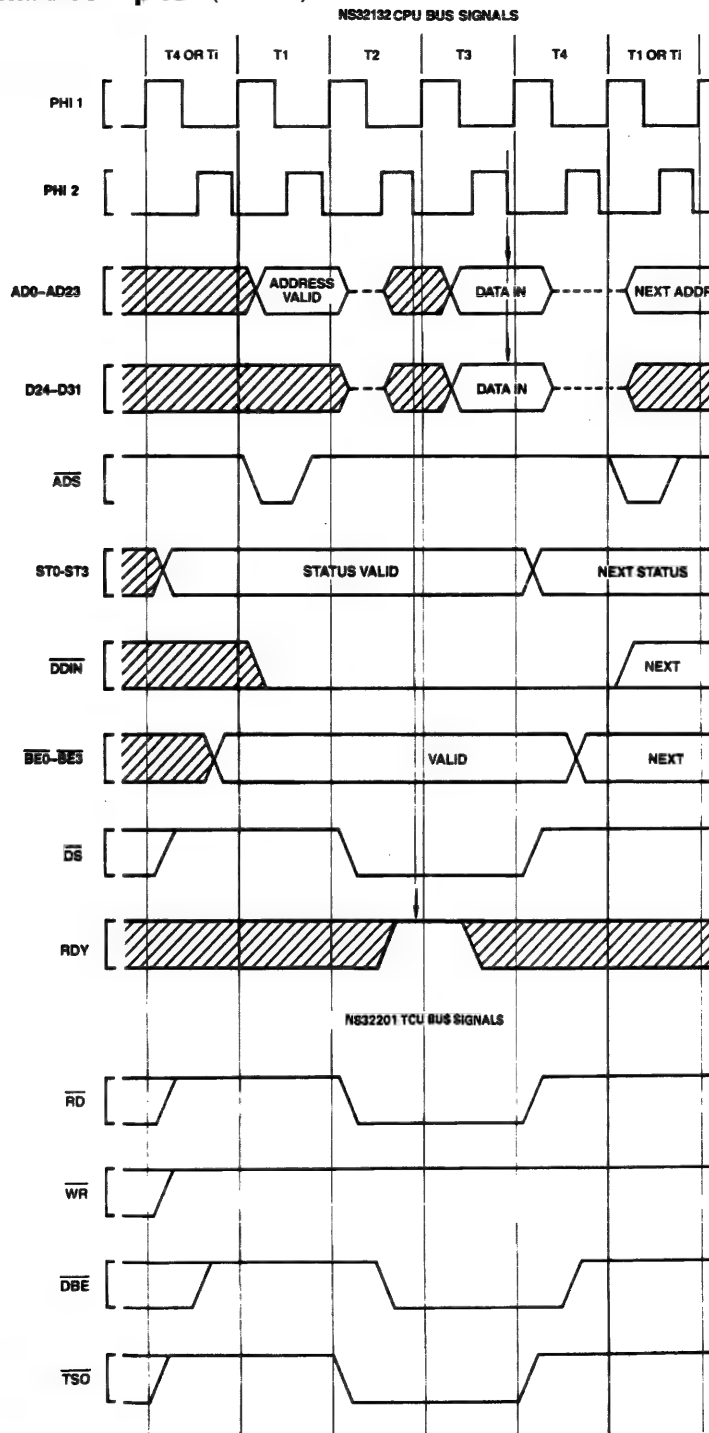 NS32132 CPU BUS SIGNALS
T4 OR Ti T1 T2 T3 T4 T1 OR Ti
PHI 1
PHI 2
AD0–AD23 ADDRESS VALID DATA IN NEXT ADDR
D24–D31 DATA IN
ADS
ST0-ST3 STATUS VALID NEXT STATUS
DDIN NEXT
BE0–BE3 VALID NEXT
DS
RDY
NS32201 TCU BUS SIGNALS
RD
WR
DBE
TSO